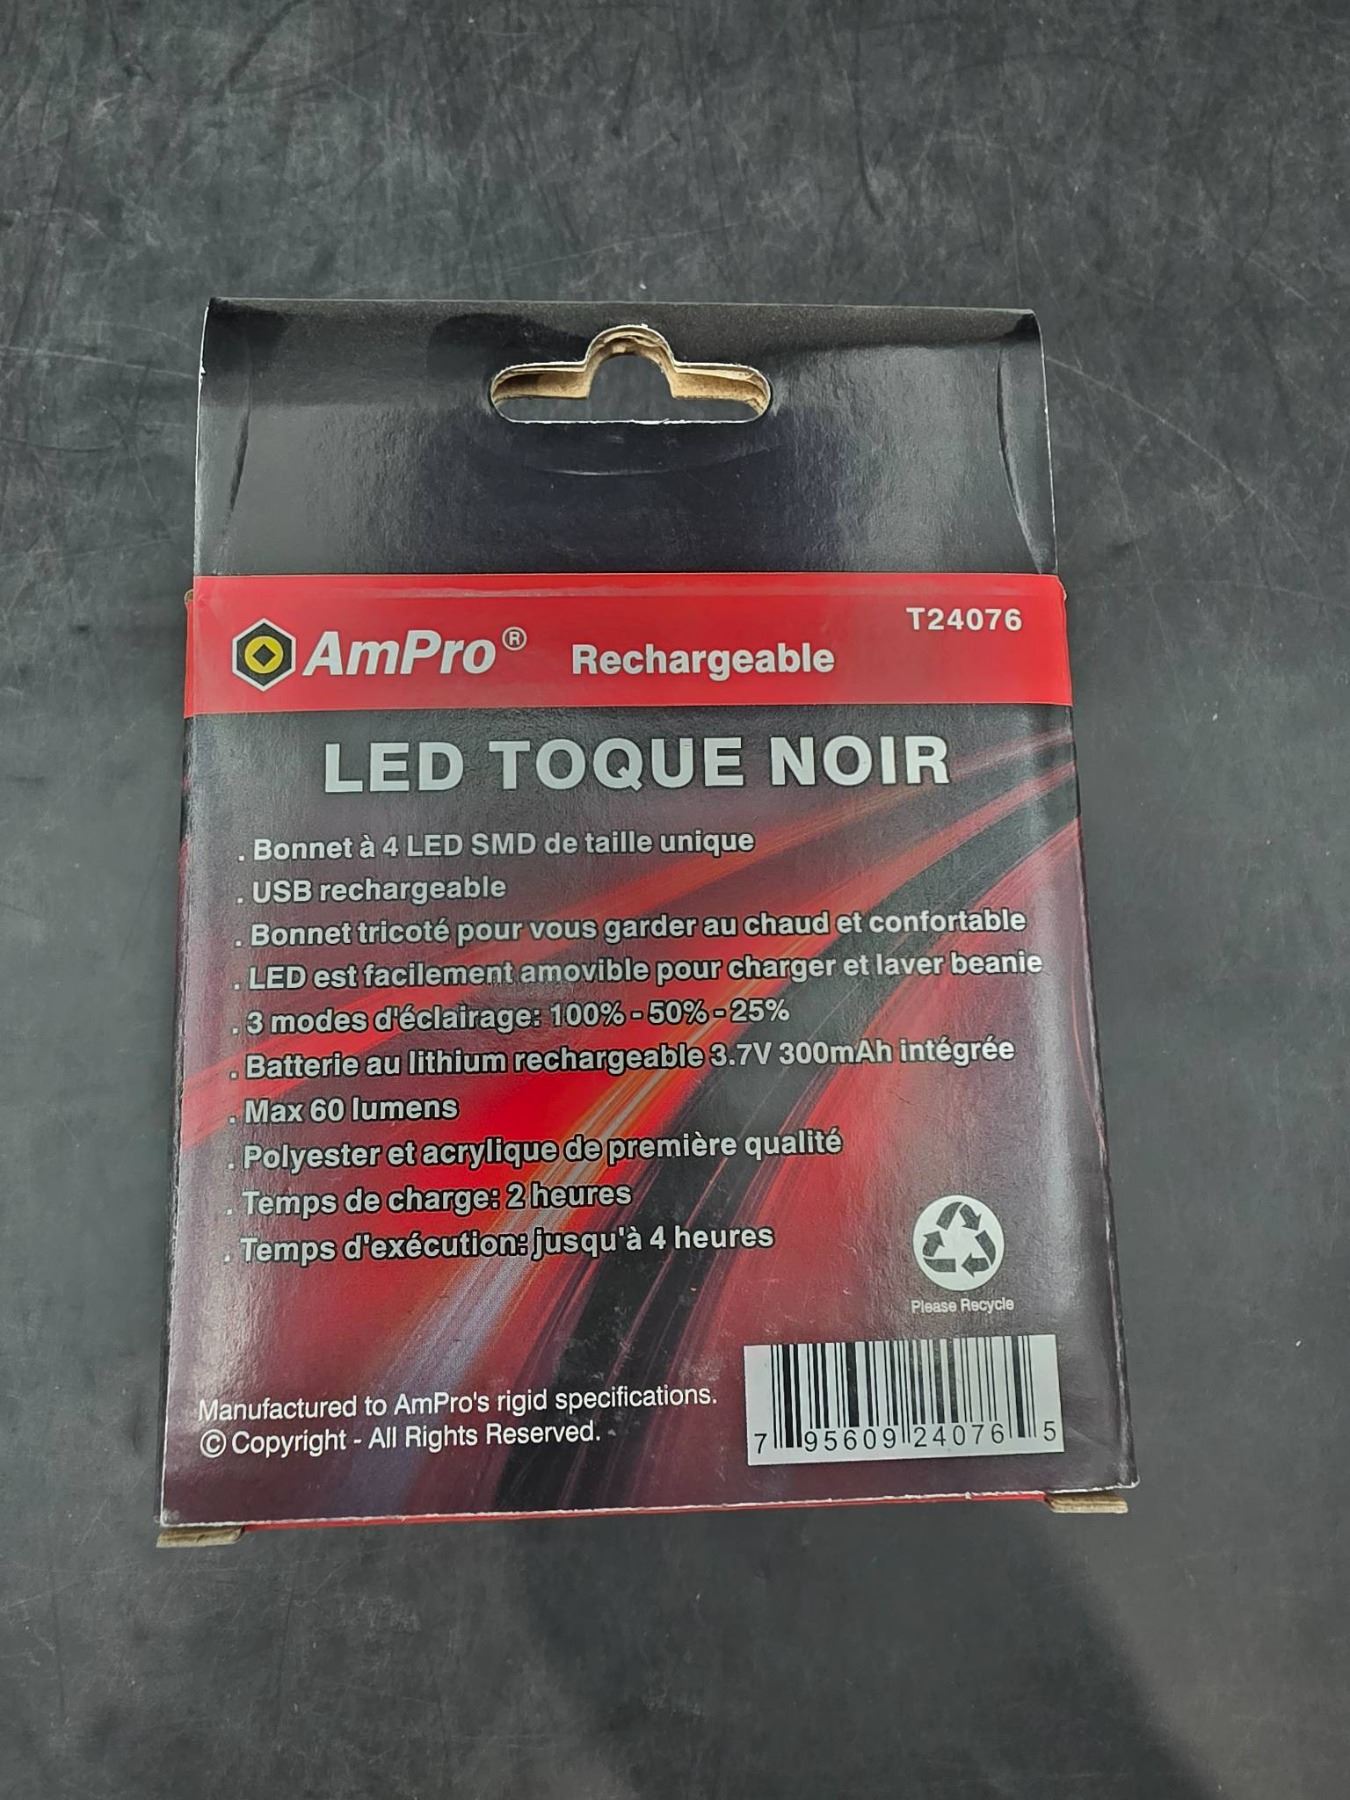 T24076
AmPro® Rechargeable
LED TOQUE NOIR
. Bonnet à 4 LED SMD de taille unique
. USB rechargeable
. Bonnet tricoté pour vous garder au chaud et confortable
. LED est facilement amovible pour charger et laver beanie
. 3 modes d'éclairage: 100% - 50% - 25%
. Batterie au lithium rechargeable 3.7V 300mAh intégrée
. Max 60 lumens
. Polyester et acrylique de première qualité
. Temps de charge: 2 heures
. Temps d'exécution: jusqu'à 4 heures
Please Recycle
Manufactured to AmPro's rigid specifications.
© Copyright - All Rights Reserved.
7 95609 24076 5